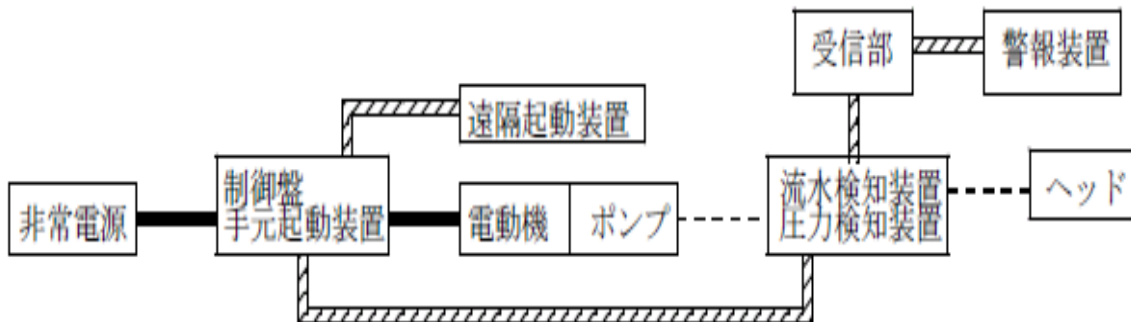 受信部
警報装置
遠隔起動装置
制御盤
手元起動装置
非常電源
電動機
ポンプ
流水検知装置
圧力検知装置
ヘッド